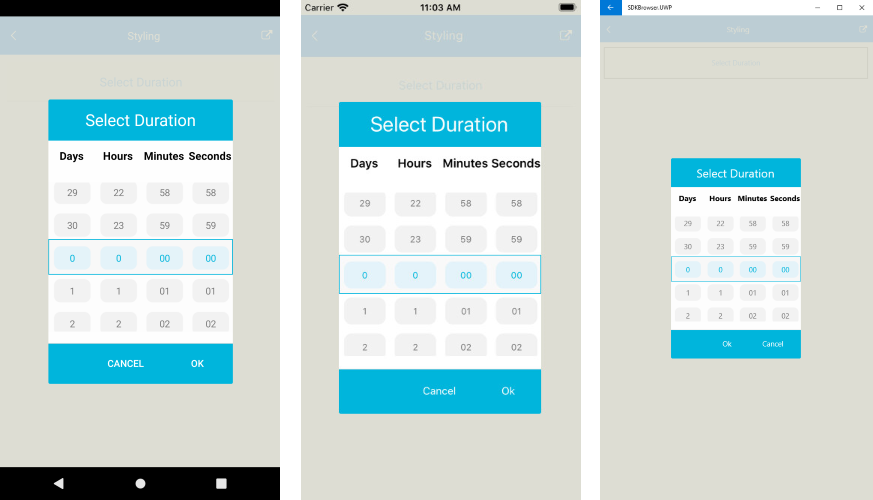 Styling
Select Duration
Select Duration
Days Hours Minutes Seconds
29 22 58 58
30 23 59 59
0 0 00 00
1 1 01 01
2 2 02 02
CANCEL OK
Carrier 11:03 AM
Styling
Select Duration
Select Duration
Days Hours Minutes Seconds
29 22 58 58
30 23 59 59
0 0 00 00
1 1 01 01
2 2 02 02
Cancel Ok
SDKBrowser.UWP
Styling
Select Duration
Select Duration
Days Hours Minutes Seconds
29 22 58 58
30 23 59 59
0 0 00 00
1 1 01 01
2 2 02 02
Ok Cancel